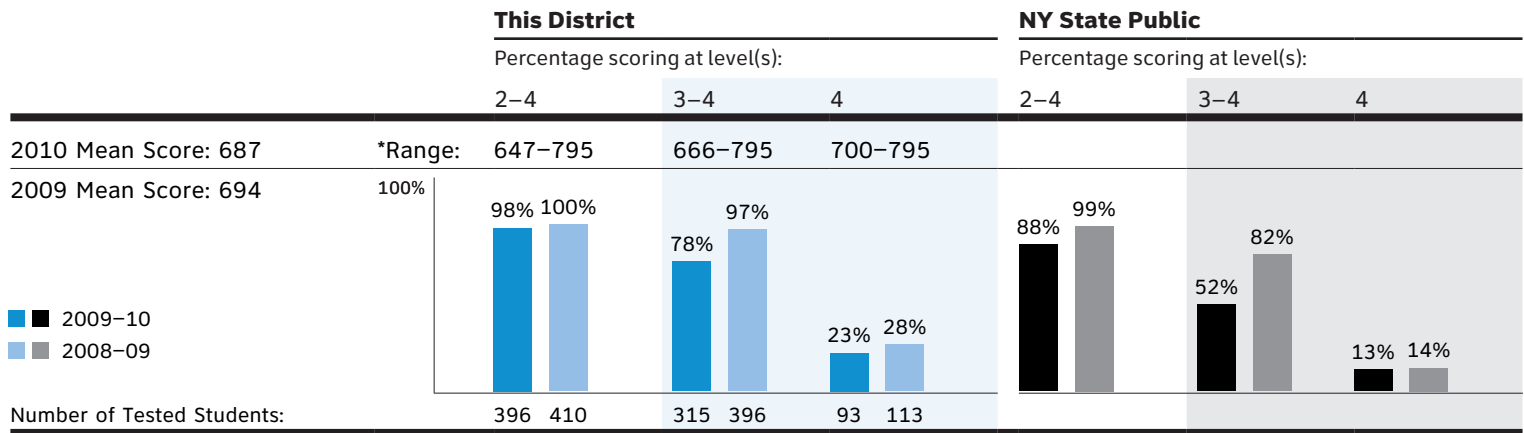 This District
NY State Public
Percentage scoring at level(s):
Percentage scoring at level(s):
2–4 3–4 4
2–4 3–4 4
2010 Mean Score: 687 *Range: 647–795 666–795 700–795
2009 Mean Score: 694
100%
98% 100% 78% 97% 23% 28%
88% 99% 52% 82% 13% 14%
2009–10
2008–09
Number of Tested Students: 396 410 315 396 93 113